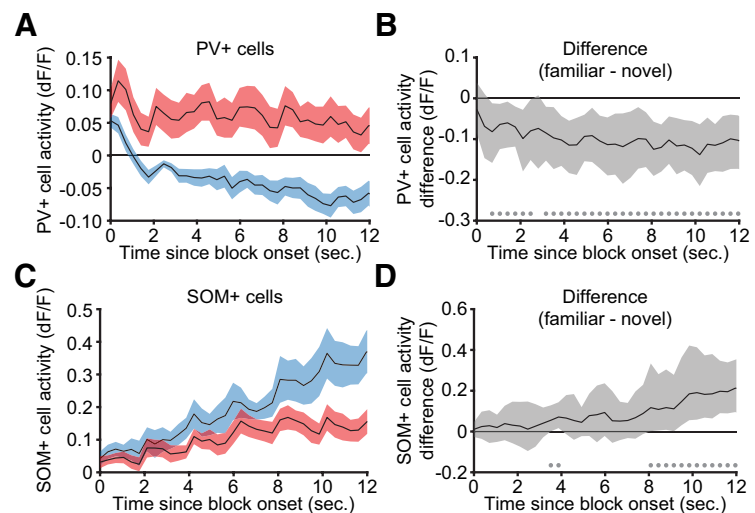 A
PV+ cells
PV+ cell activity (dF/F)
0.15
0.10
0.05
0
-0.05
-0.10
0 2 4 6 8 10 12
Time since block onset (sec.)
B
Difference
(familiar - novel)
PV+ cell activity
difference (dF/F)
0.1
0
-0.1
-0.2
-0.3
0 2 4 6 8 10 12
Time since block onset (sec.)
C
SOM+ cells
SOM+ cell activity (dF/F)
0.5
0.4
0.3
0.2
0.1
0
0 2 4 6 8 10 12
Time since block onset (sec.)
D
Difference
(familiar - novel)
SOM+ cell activity
difference (dF/F)
0.6
0.4
0.2
0
-0.2
0 2 4 6 8 10 12
Time since block onset (sec.)